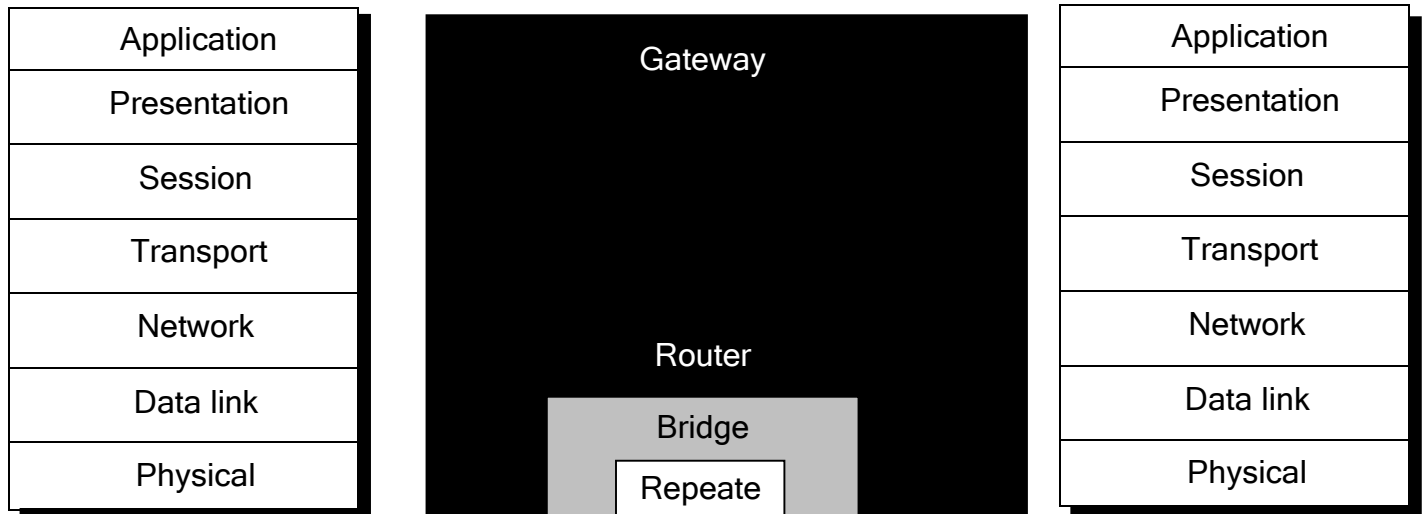 Application
Presentation
Session
Transport
Network
Data link
Physical
Gateway
Router
Bridge
Repeate
Application
Presentation
Session
Transport
Network
Data link
Physical